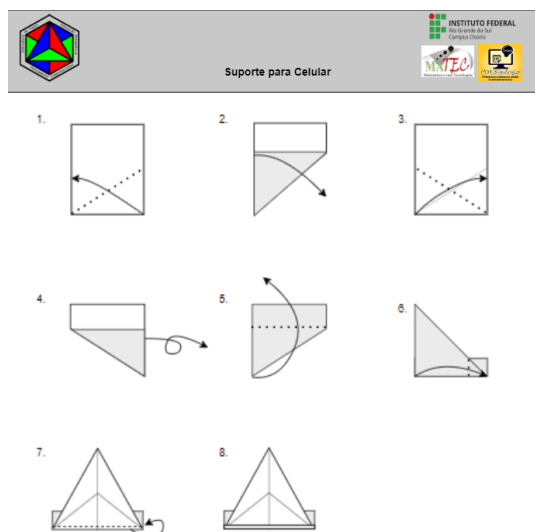 INSTITUTO FEDERAL
Rio Grande do Sul
Campus Osório
MATEC
Suporte para Celular
1.
2.
3.
4.
5.
6.
7.
8.